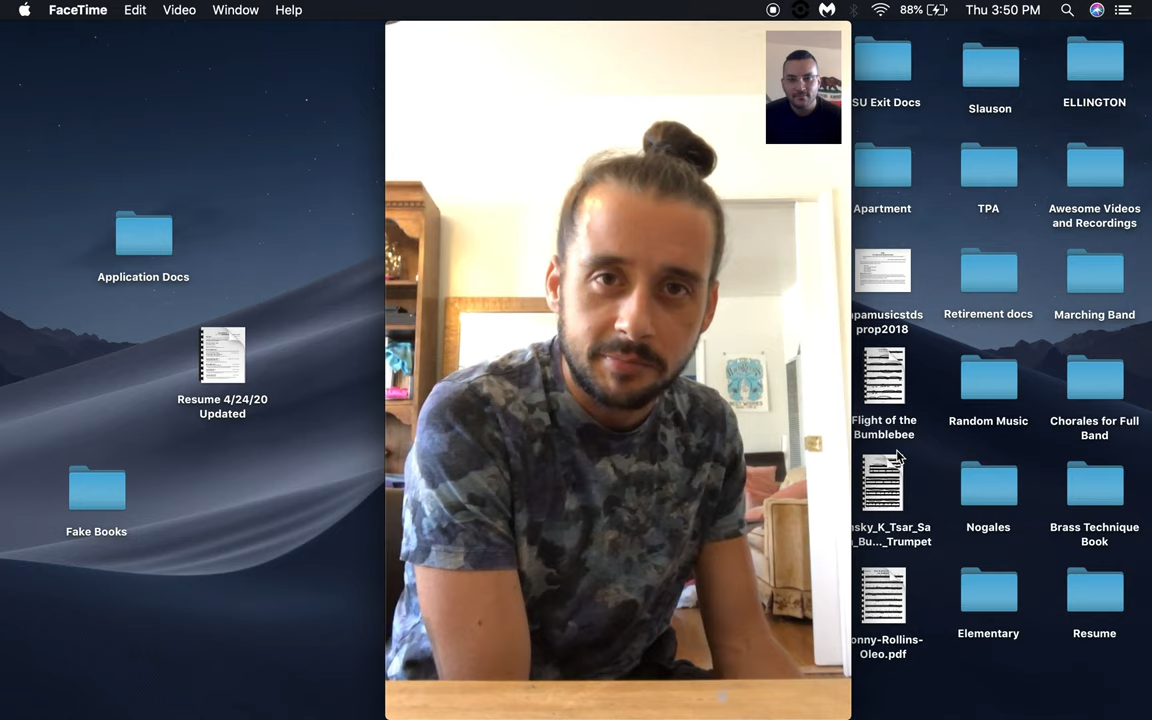 FaceTime Edit Video Window Help
88% Thu 3:50 PM
Application Docs
Resume 4/24/20
Updated
Fake Books
SU Exit Docs
Slauson
ELLINGTON
Apartment
TPA
Awesome Videos
and Recordings
pamusicstds
prop2018
Retirement docs
Marching Band
Flight of the
Bumblebee
Random Music
Chorales for Full
Band
nsky_K_Tsar_Sa
_Bu..._Trumpet
Nogales
Brass Technique
Book
onny-Rollins-
Oleo.pdf
Elementary
Resume